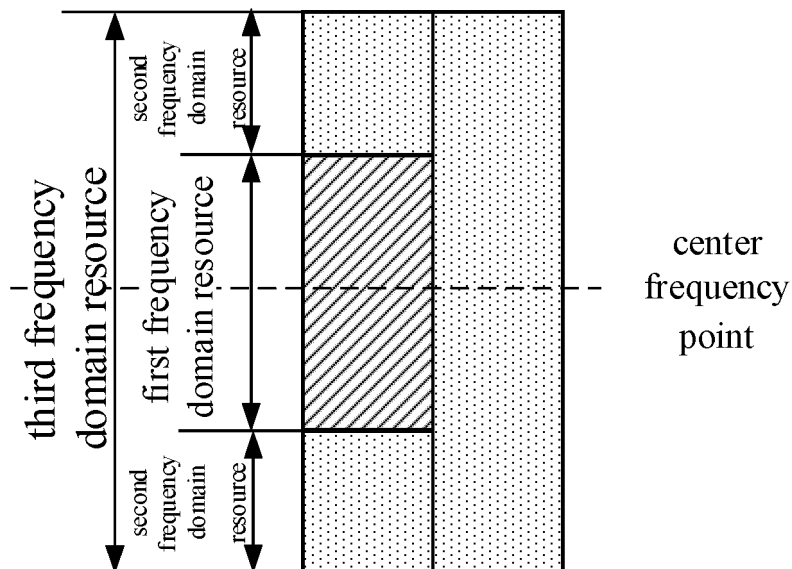 third frequency
domain resource
second
frequency
domain
resource
first frequency
domain resource
second
frequency
domain
resource
center
frequency
point